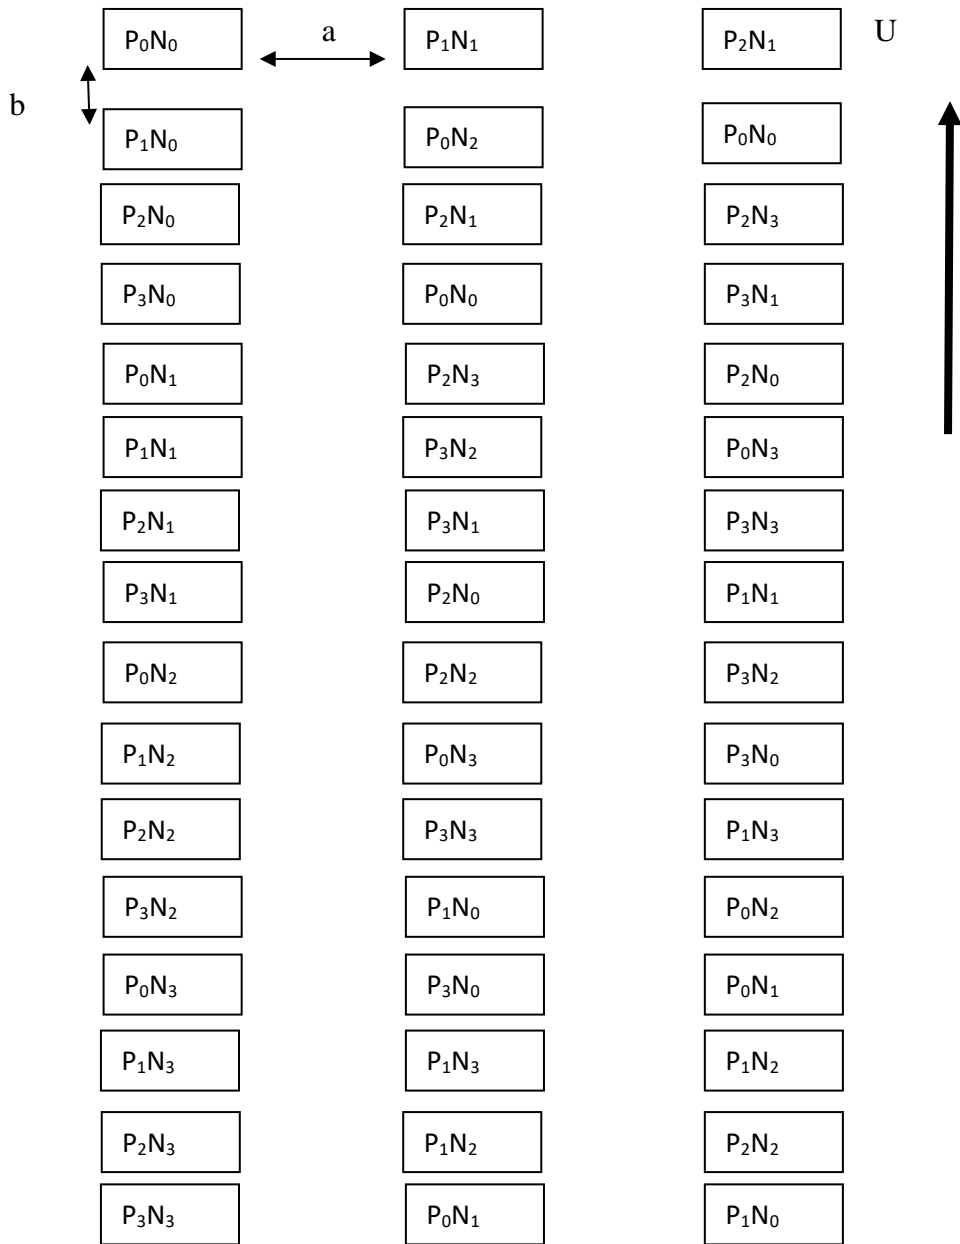 P₀N₀ a P₁N₁ P₂N₁ U
b
P₁N₀ P₀N₂ P₀N₀
P₂N₀ P₂N₁ P₂N₃
P₃N₀ P₀N₀ P₃N₁
P₀N₁ P₂N₃ P₂N₀
P₁N₁ P₃N₂ P₀N₃
P₂N₁ P₃N₁ P₃N₃
P₃N₁ P₂N₀ P₁N₁
P₀N₂ P₂N₂ P₃N₂
P₁N₂ P₀N₃ P₃N₀
P₂N₂ P₃N₃ P₁N₃
P₃N₂ P₁N₀ P₀N₂
P₀N₃ P₃N₀ P₀N₁
P₁N₃ P₁N₃ P₁N₂
P₂N₃ P₁N₂ P₂N₂
P₃N₃ P₀N₁ P₁N₀